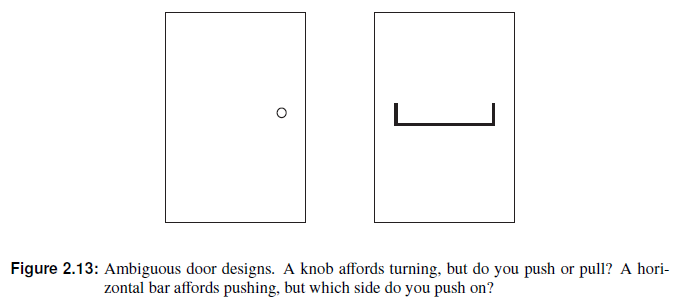 Figure 2.13: Ambiguous door designs. A knob affords turning, but do you push or pull? A hori-
zontal bar affords pushing, but which side do you push on?